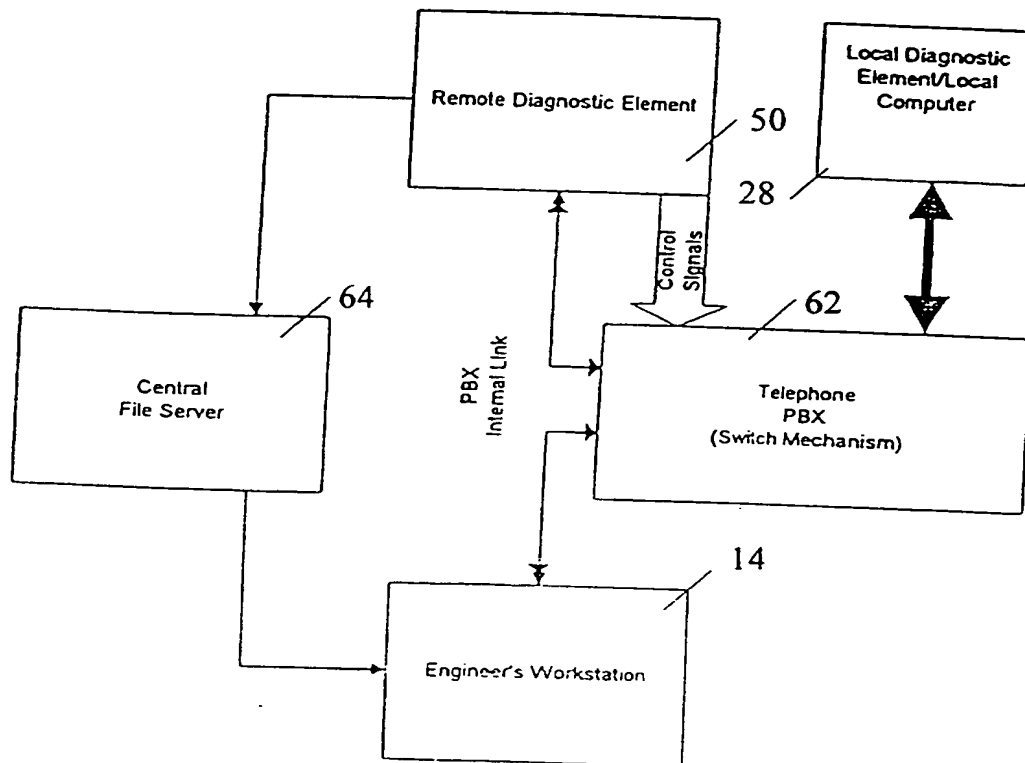 Remote Diagnostic Element
50
Local Diagnostic
Element/Local
Computer
28
Control
Signals
64
Central
File Server
PBX
Internal Link
62
Telephone
PBX
(Switch Mechanism)
14
Engineer's Workstation